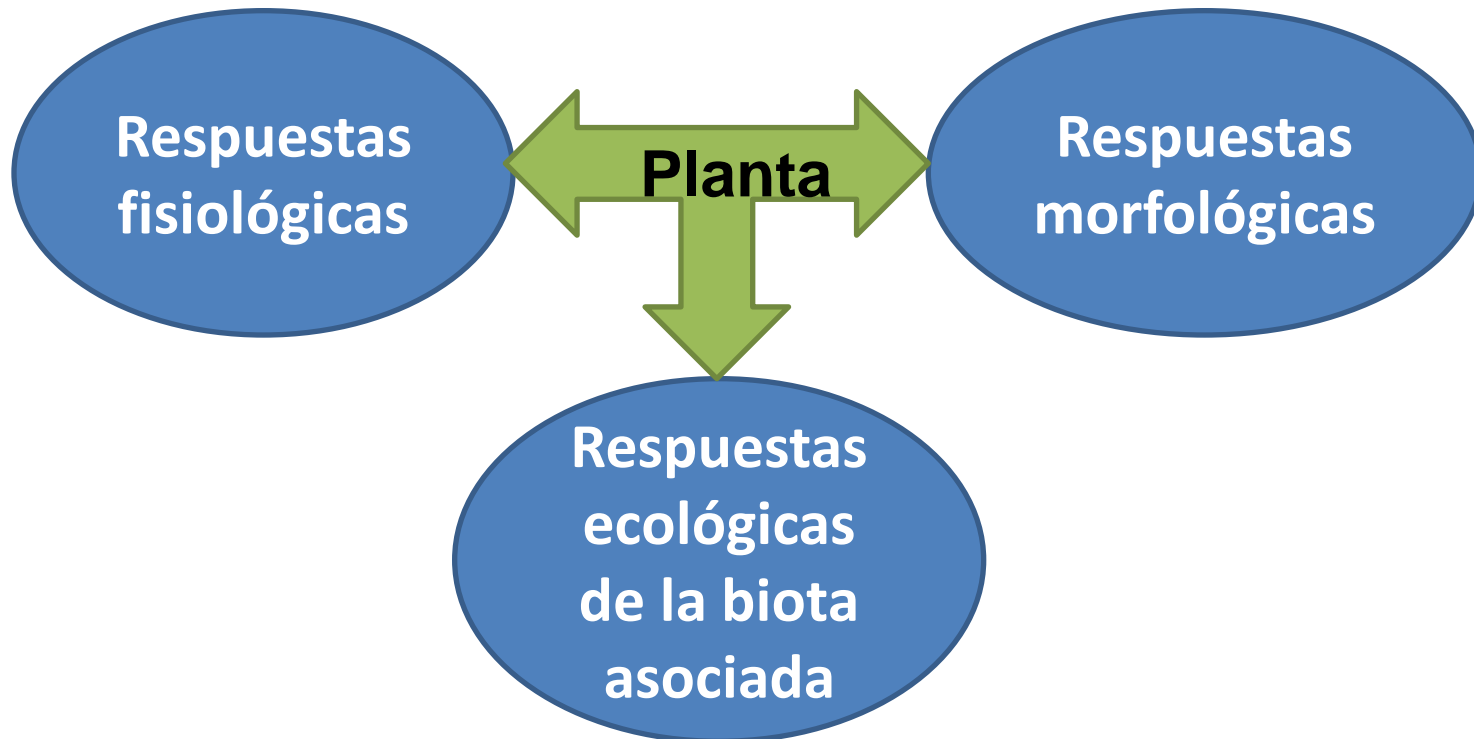 Respuestas
fisiológicas
Planta
Respuestas
morfológicas
Respuestas
ecológicas
de la biota
asociada